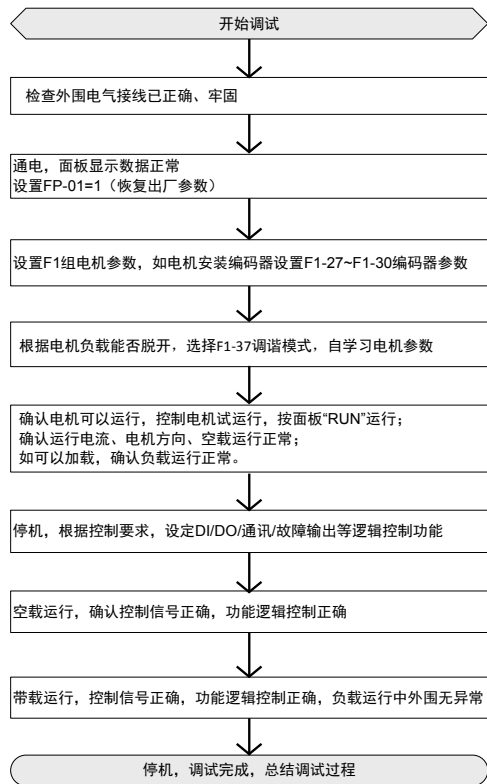 开始调试
检查外围电气接线已正确、牢固
通电，面板显示数据正常
设置FP-01=1（恢复出厂参数）
设置F1组电机参数，如电机安装编码器设置F1-27~F1-30编码器参数
根据电机负载能否脱开，选择F1-37调谐模式，自学习电机参数
确认电机可以运行，控制电机试运行，按面板“RUN”运行；
确认运行电流、电机方向、空载运行正常；
如可以加载，确认负载运行正常。
停机，根据控制要求，设定DI/DO/通讯/故障输出等逻辑控制功能
空载运行，确认控制信号正确，功能逻辑控制正确
带载运行，控制信号正确，功能逻辑控制正确，负载运行中外围无异常
停机，调试完成，总结调试过程